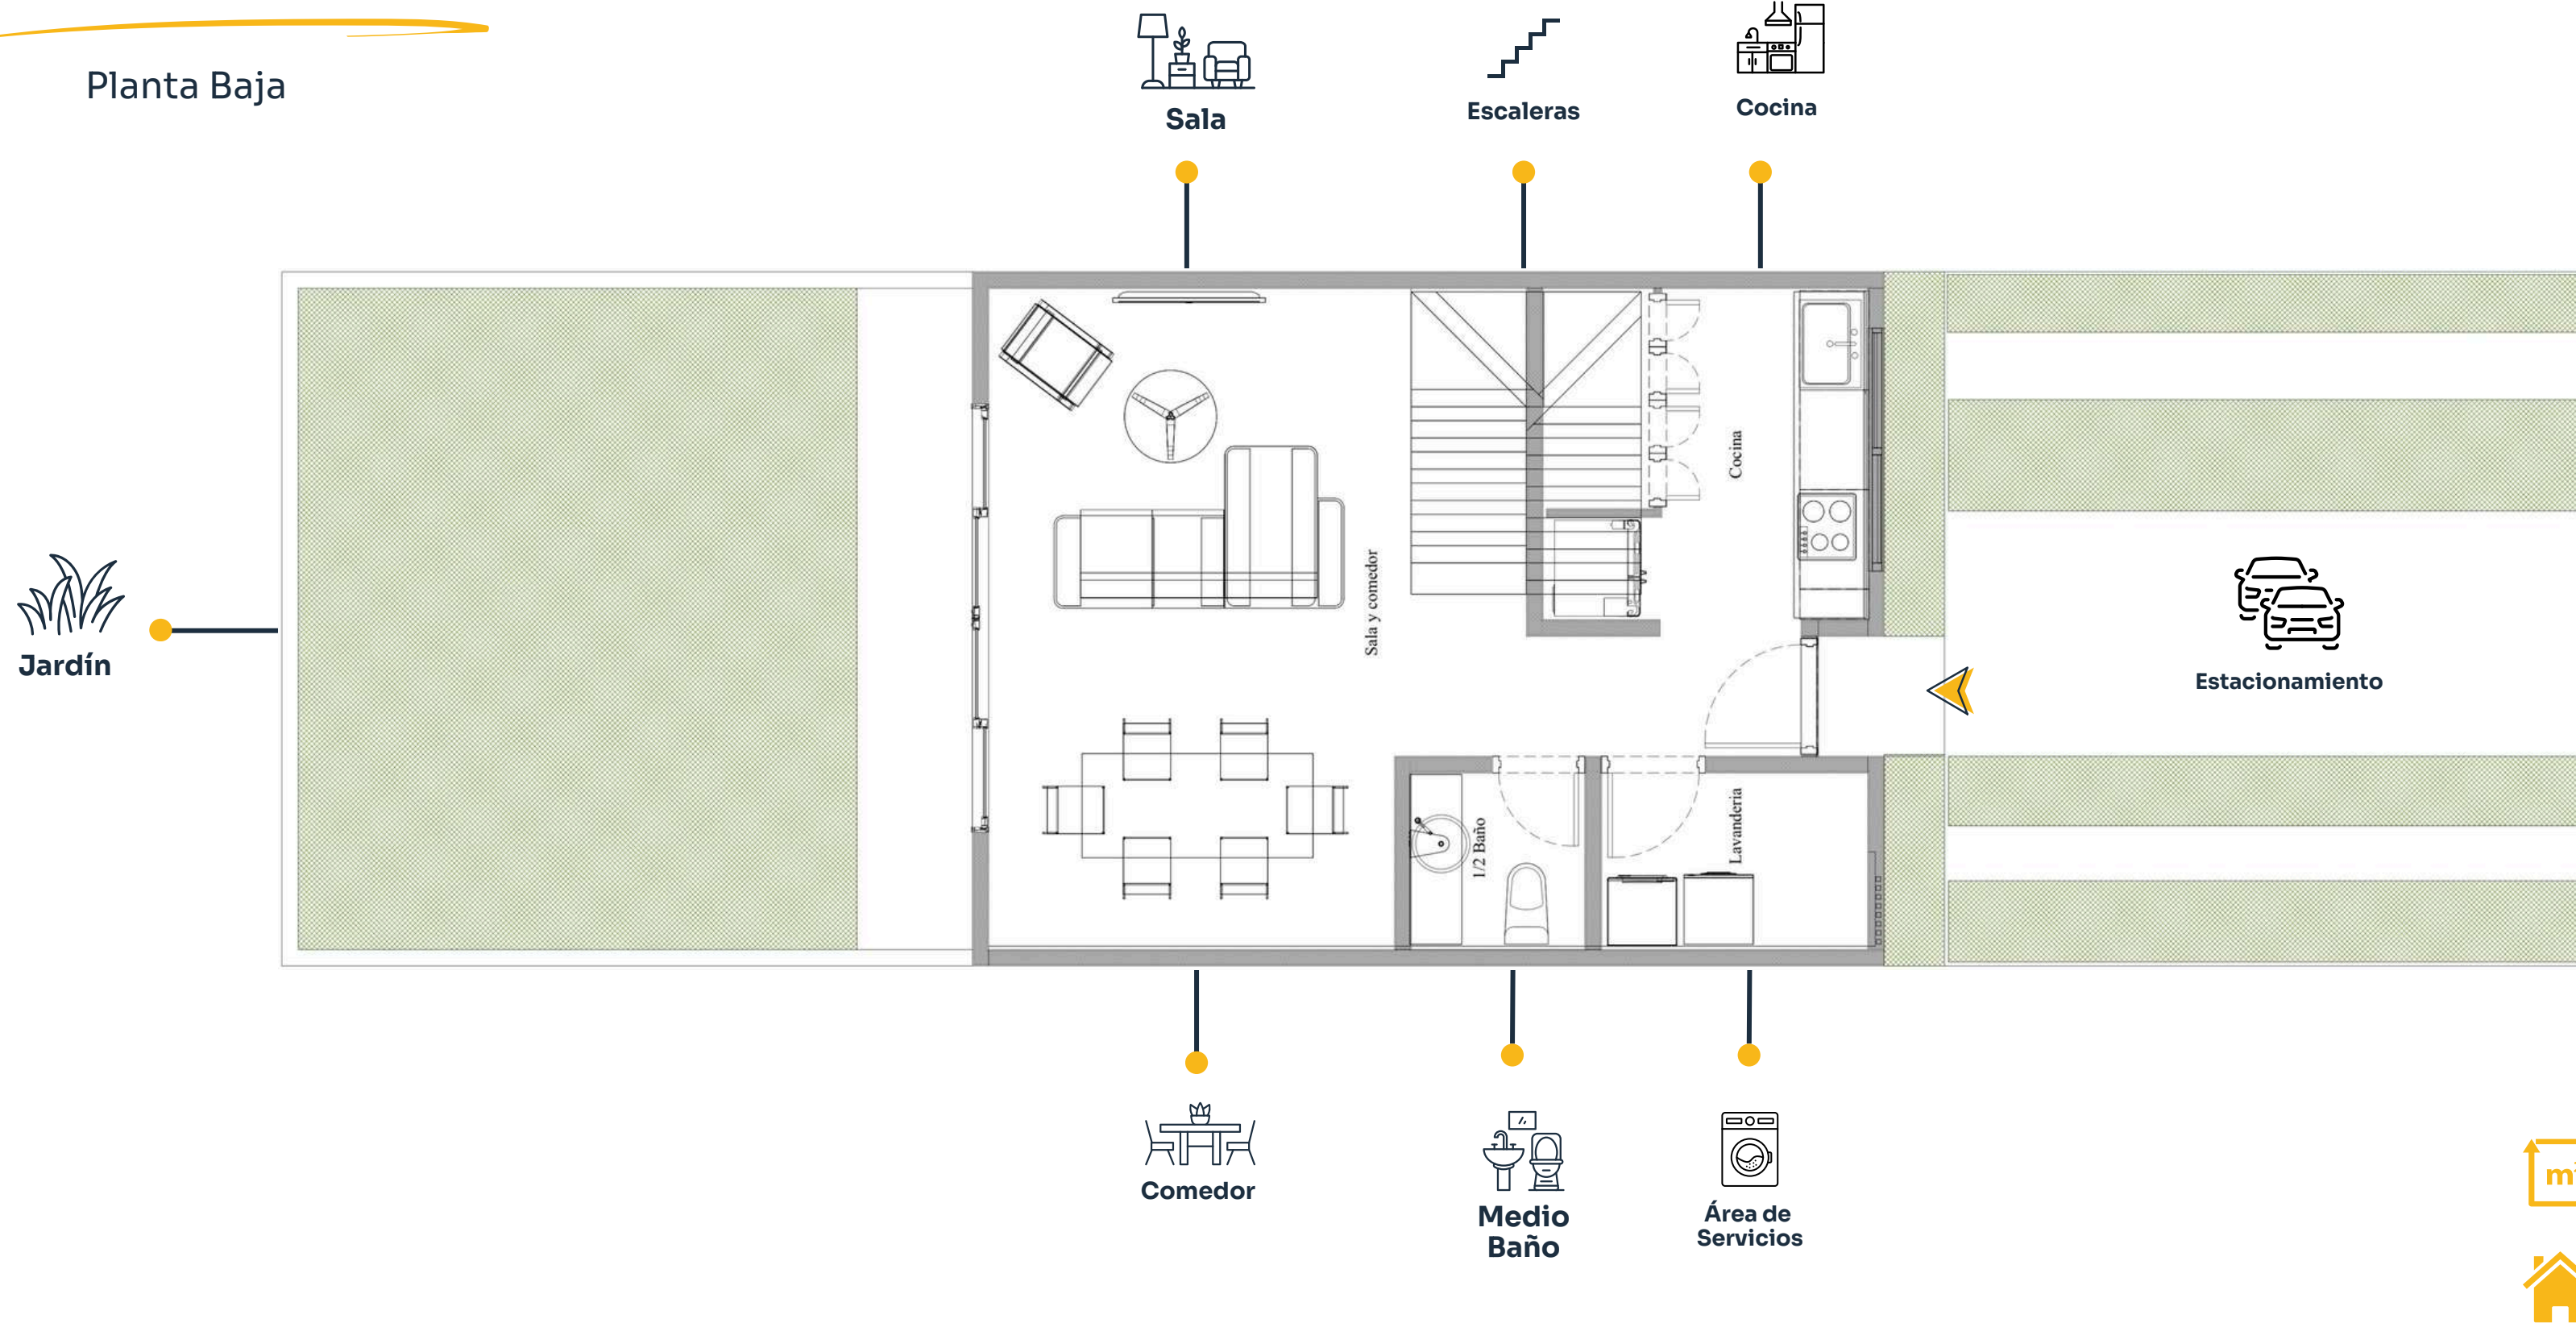 Planta Baja
Sala
Escaleras
Cocina
Jardín
Sala y comedor
Cocina
Estacionamiento
1/2 Baño
Lavanderia
Comedor
Medio
Baño
Área de
Servicios